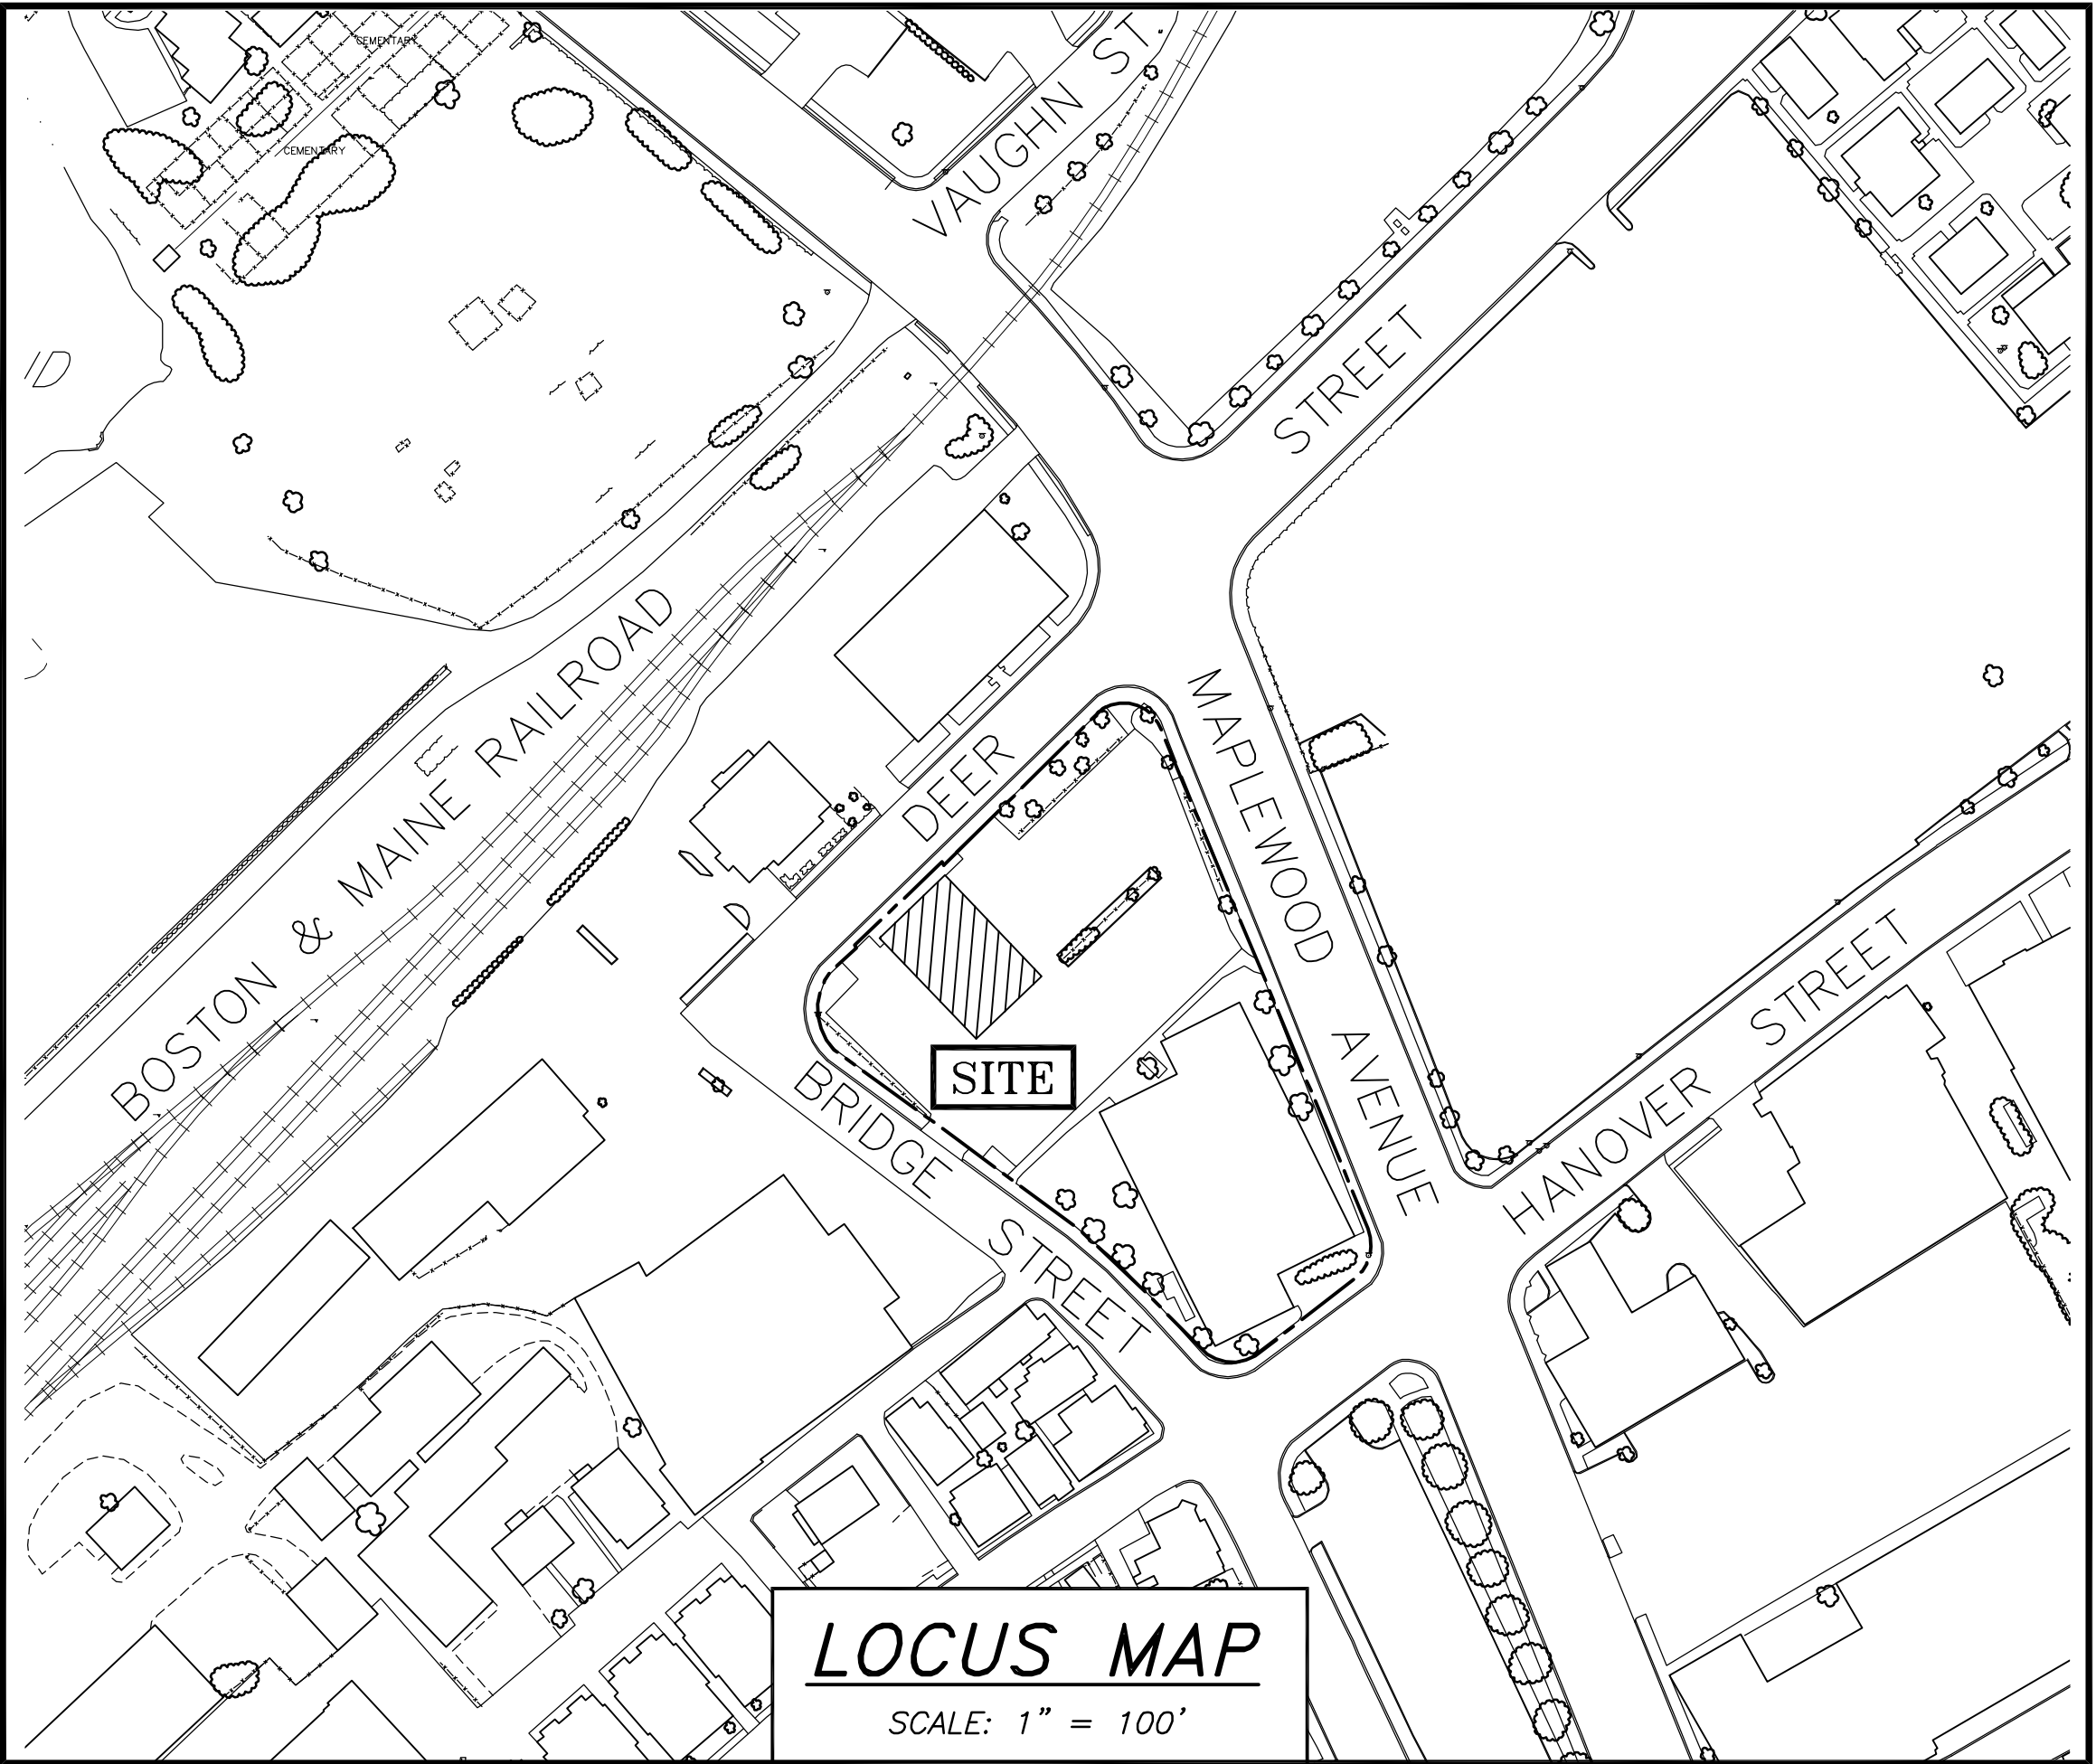 CEMENTARY
CEMENTARY
VAUGHN ST.
STREET
BOSTON & MAINE RAILROAD
DEER
MAPLEWOOD AVENUE
SITE
BRIDGE STREET
HANOVER STREET
LOCUS MAP
SCALE: 1" = 100'